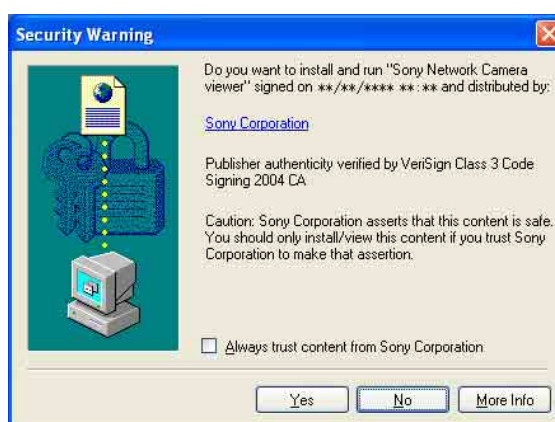 Security Warning
Do you want to install and run "Sony Network Camera
viewer" signed on **/**/**** **:** and distributed by:
Sony Corporation
Publisher authenticity verified by VeriSign Class 3 Code
Signing 2004 CA
Caution: Sony Corporation asserts that this content is safe.
You should only install/view this content if you trust Sony
Corporation to make that assertion.
Always trust content from Sony Corporation
Yes
No
More Info